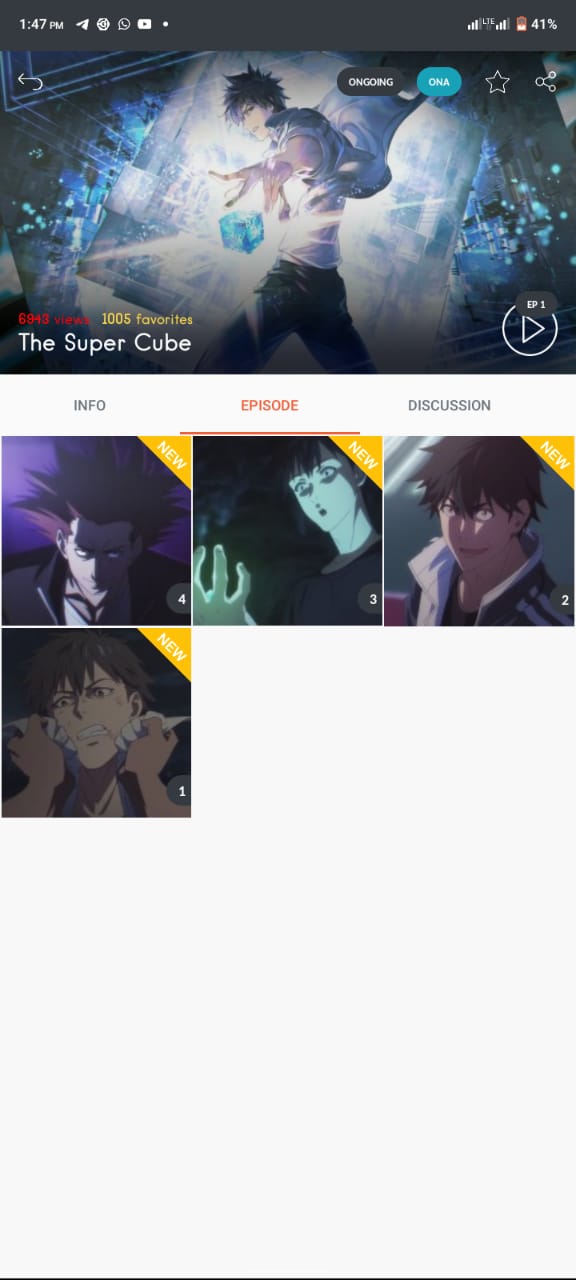 1:47 PM
LTE
41%
ONGOING
ONA
EP 1
6943 views 1005 favorites
The Super Cube
INFO
EPISODE
DISCUSSION
NEW
4
NEW
3
NEW
2
NEW
1